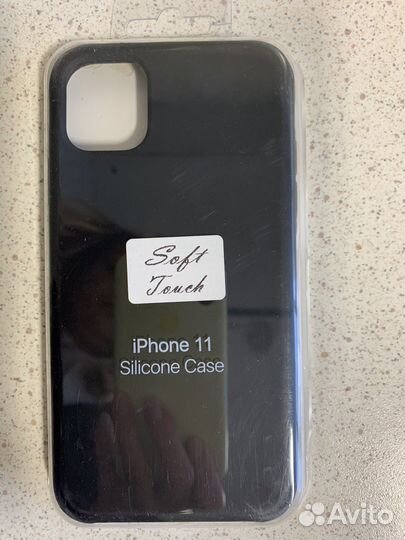 Soft
Touch
iPhone 11
Silicone Case
Avito